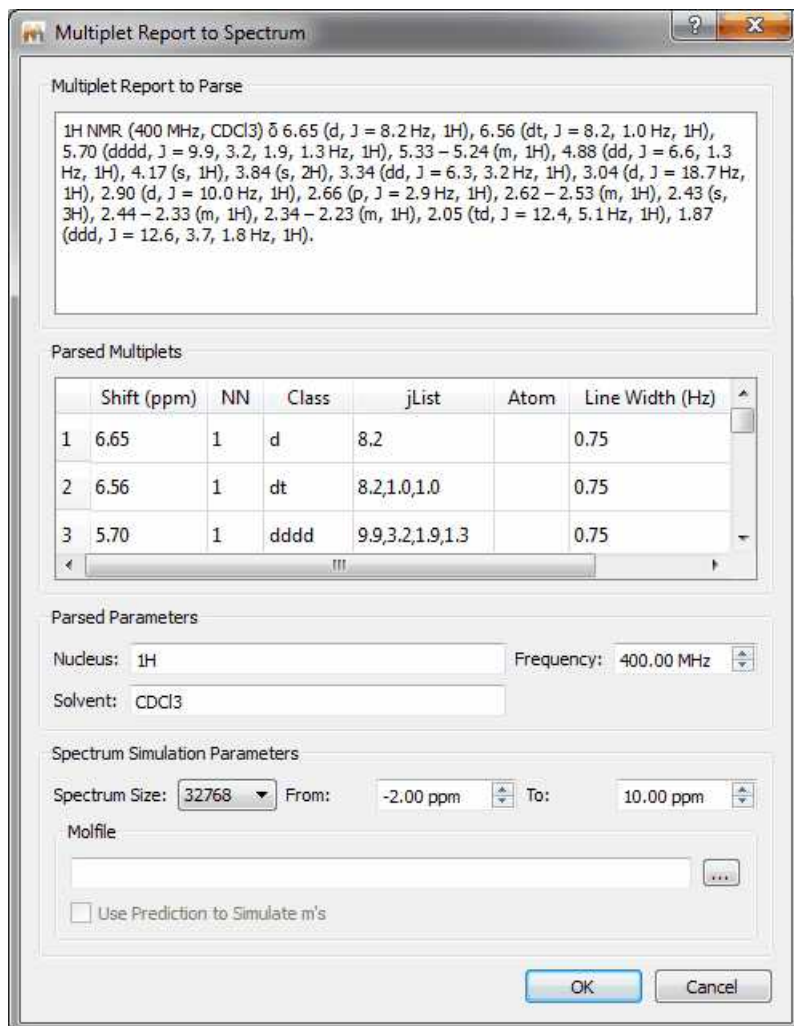 Multiplet Report to Spectrum
Multiplet Report to Parse
1H NMR (400 MHz, CDCl3) δ 6.65 (d, J = 8.2 Hz, 1H), 6.56 (dt, J = 8.2, 1.0 Hz, 1H),
5.70 (dddd, J = 9.9, 3.2, 1.9, 1.3 Hz, 1H), 5.33 – 5.24 (m, 1H), 4.88 (dd, J = 6.6, 1.3
Hz, 1H), 4.17 (s, 1H), 3.84 (s, 2H), 3.34 (dd, J = 6.3, 3.2 Hz, 1H), 3.04 (d, J = 18.7 Hz,
1H), 2.90 (d, J = 10.0 Hz, 1H), 2.66 (p, J = 2.9 Hz, 1H), 2.62 – 2.53 (m, 1H), 2.43 (s,
3H), 2.44 – 2.33 (m, 1H), 2.34 – 2.23 (m, 1H), 2.05 (td, J = 12.4, 5.1 Hz, 1H), 1.87
(ddd, J = 12.6, 3.7, 1.8 Hz, 1H).
Parsed Multiplets
Shift (ppm) NN Class jList Atom Line Width (Hz)
1 6.65 1 d 8.2 0.75
2 6.56 1 dt 8.2,1.0,1.0 0.75
3 5.70 1 dddd 9.9,3.2,1.9,1.3 0.75
Parsed Parameters
Nucleus: 1H Frequency: 400.00 MHz
Solvent: CDCl3
Spectrum Simulation Parameters
Spectrum Size: 32768 From: -2.00 ppm To: 10.00 ppm
Molfile
...
Use Prediction to Simulate m's
OK Cancel